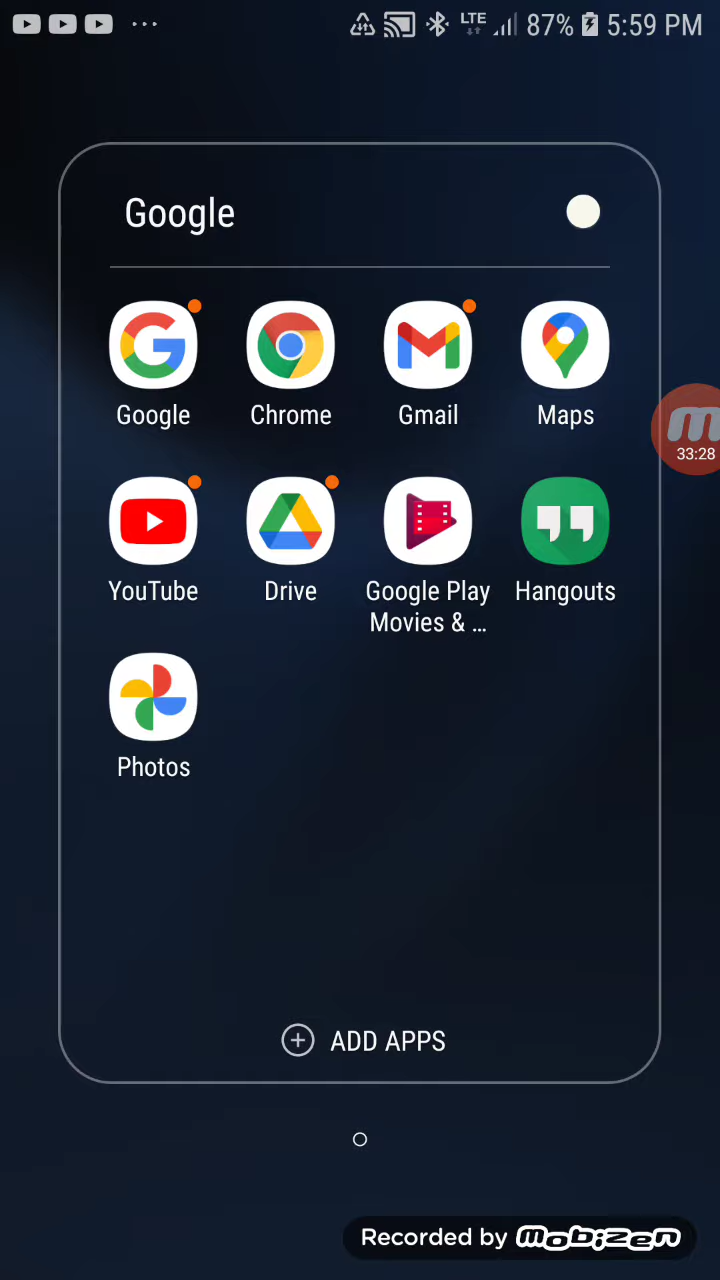 LTE 87% 5:59 PM
Google
Google Chrome Gmail Maps
33:28
YouTube Drive Google Play Hangouts
Movies & ...
Photos
ADD APPS
Recorded by mobizen